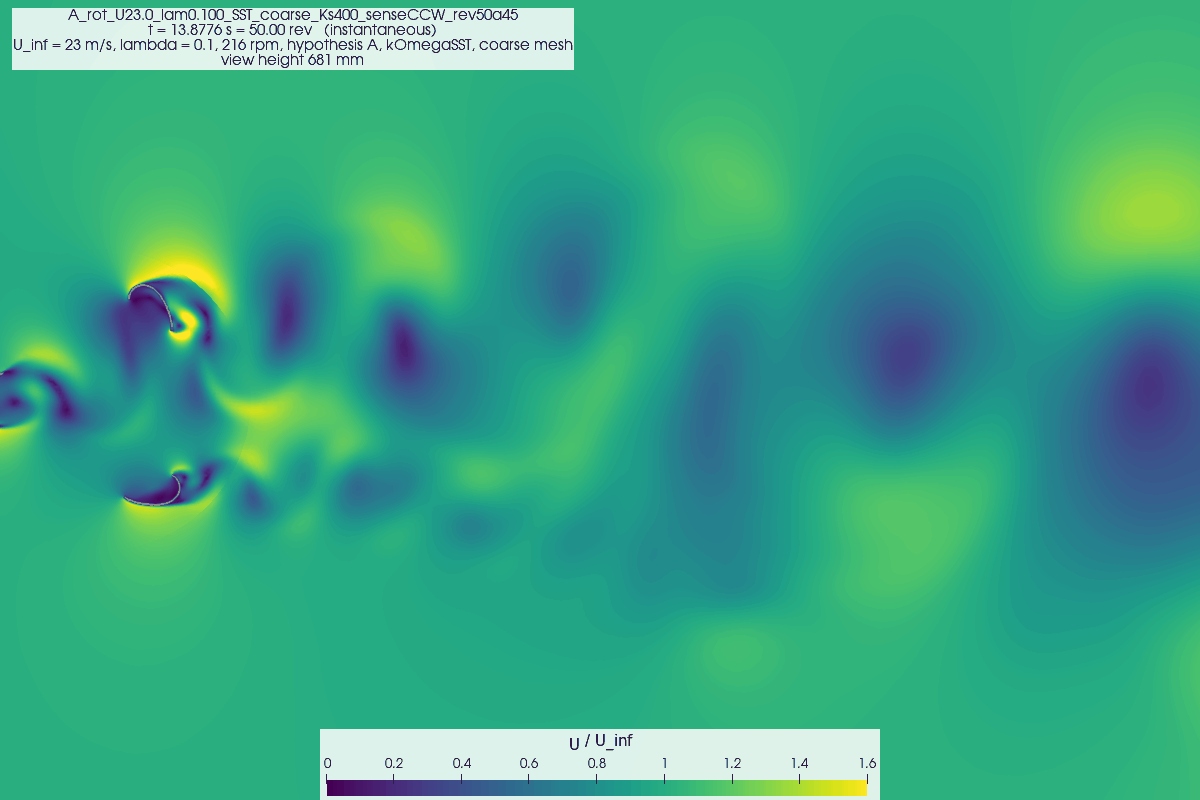 A_rot_U23.0_lam0.100_SST_coarse_Ks400_senseCCW_rev50a45
t = 13.8776 s = 50.00 rev (instantaneous)
U_inf = 23 m/s, lambda = 0.1, 216 rpm, hypothesis A, kOmegaSST, coarse mesh
view height 681 mm
U / U_inf
0 0.2 0.4 0.6 0.8 1 1.2 1.4 1.6